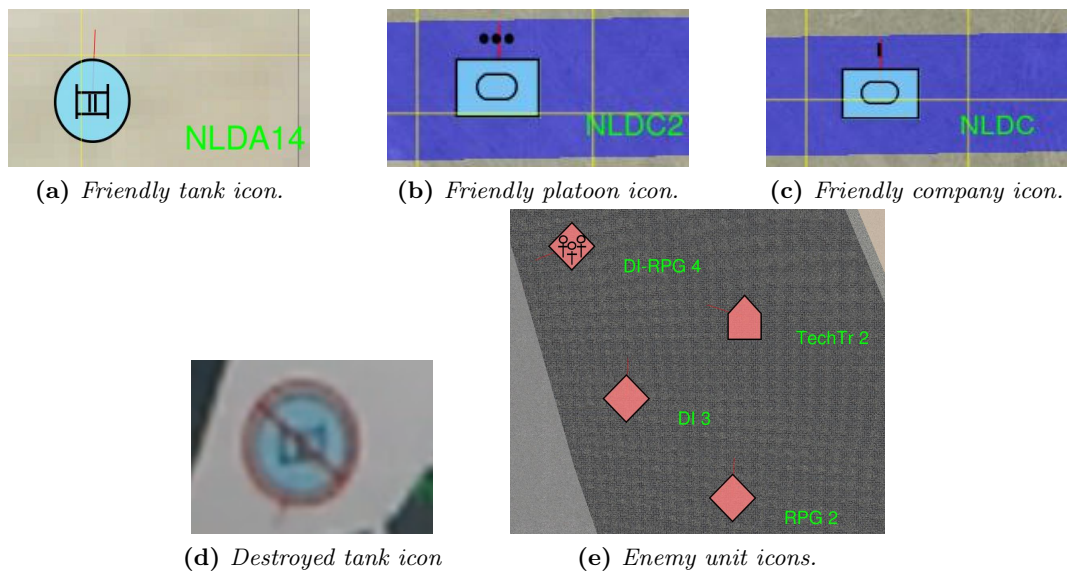 NLDA14
NLDC2
NLDC
(a) Friendly tank icon.
(b) Friendly platoon icon.
(c) Friendly company icon.
DI-RPG 4
TechTr 2
DI 3
RPG 2
(d) Destroyed tank icon
(e) Enemy unit icons.